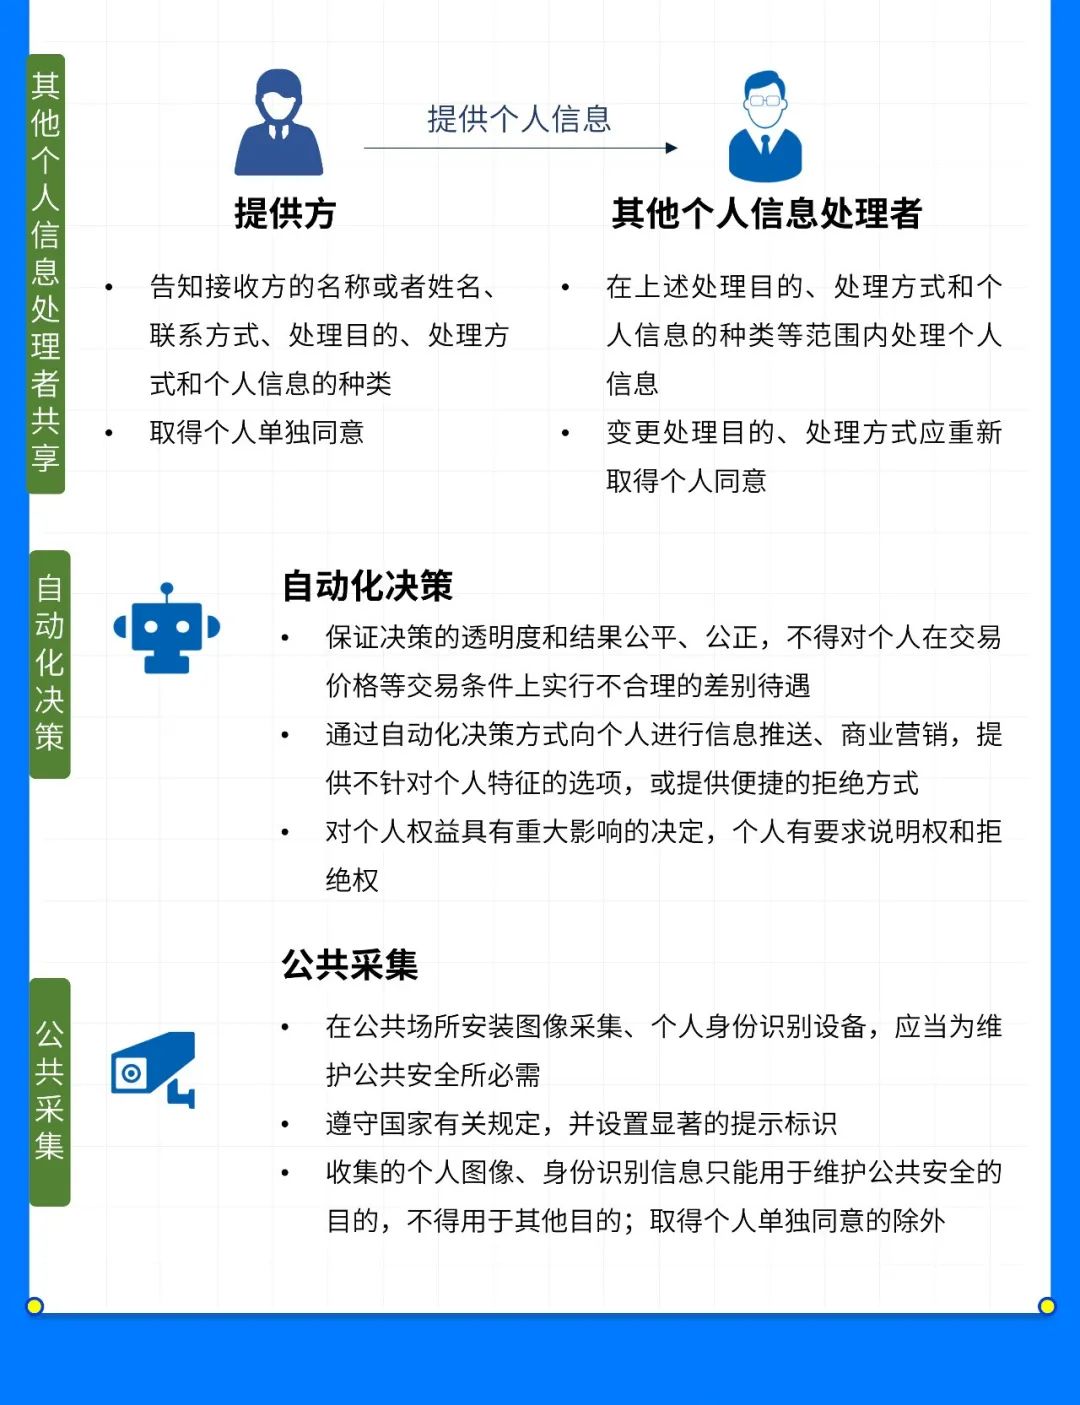 其他个人信息处理者共享
提供个人信息
提供方
其他个人信息处理者
• 告知接收方的名称或者姓名、
联系方式、处理目的、处理方
式和个人信息的种类
• 取得个人单独同意
• 在上述处理目的、处理方式和个
人信息的种类等范围内处理个人
信息
• 变更处理目的、处理方式应重新
取得个人同意
自动化决策
自动化决策
• 保证决策的透明度和结果公平、公正，不得对个人在交易
价格等交易条件上实行不合理的差别待遇
• 通过自动化决策方式向个人进行信息推送、商业营销，提
供不针对个人特征的选项，或提供便捷的拒绝方式
• 对个人权益具有重大影响的决定，个人有要求说明权和拒
绝权
公共采集
公共采集
• 在公共场所安装图像采集、个人身份识别设备，应当为维
护公共安全所必需
• 遵守国家有关规定，并设置显著的提示标识
• 收集的个人图像、身份识别信息只能用于维护公共安全的
目的，不得用于其他目的；取得个人单独同意的除外